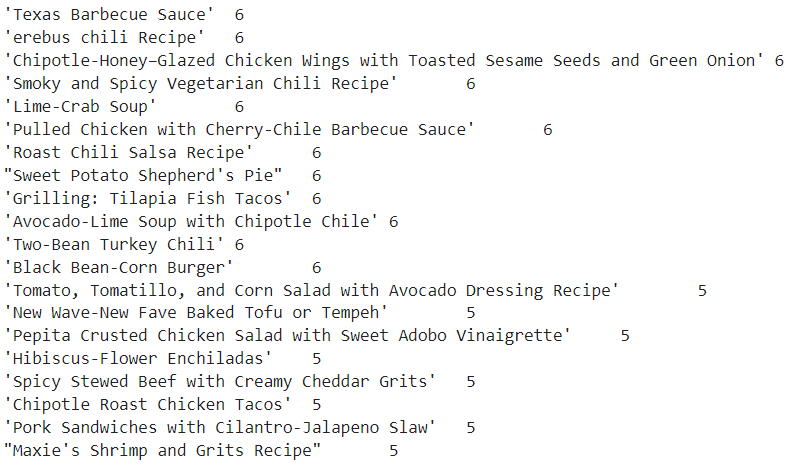 'Texas Barbecue Sauce'	6
'erebus chili Recipe'	6
'Chipotle-Honey–Glazed Chicken Wings with Toasted Sesame Seeds and Green Onion'	6
'Smoky and Spicy Vegetarian Chili Recipe'	6
'Lime-Crab Soup'	6
'Pulled Chicken with Cherry-Chile Barbecue Sauce'	6
'Roast Chili Salsa Recipe'	6
"Sweet Potato Shepherd's Pie"	6
'Grilling: Tilapia Fish Tacos'	6
'Avocado-Lime Soup with Chipotle Chile'	6
'Two-Bean Turkey Chili'	6
'Black Bean-Corn Burger'	6
'Tomato, Tomatillo, and Corn Salad with Avocado Dressing Recipe'	5
'New Wave-New Fave Baked Tofu or Tempeh'	5
'Pepita Crusted Chicken Salad with Sweet Adobo Vinaigrette'	5
'Hibiscus-Flower Enchiladas'	5
'Spicy Stewed Beef with Creamy Cheddar Grits'	5
'Chipotle Roast Chicken Tacos'	5
'Pork Sandwiches with Cilantro-Jalapeno Slaw'	5
"Maxie's Shrimp and Grits Recipe"	5